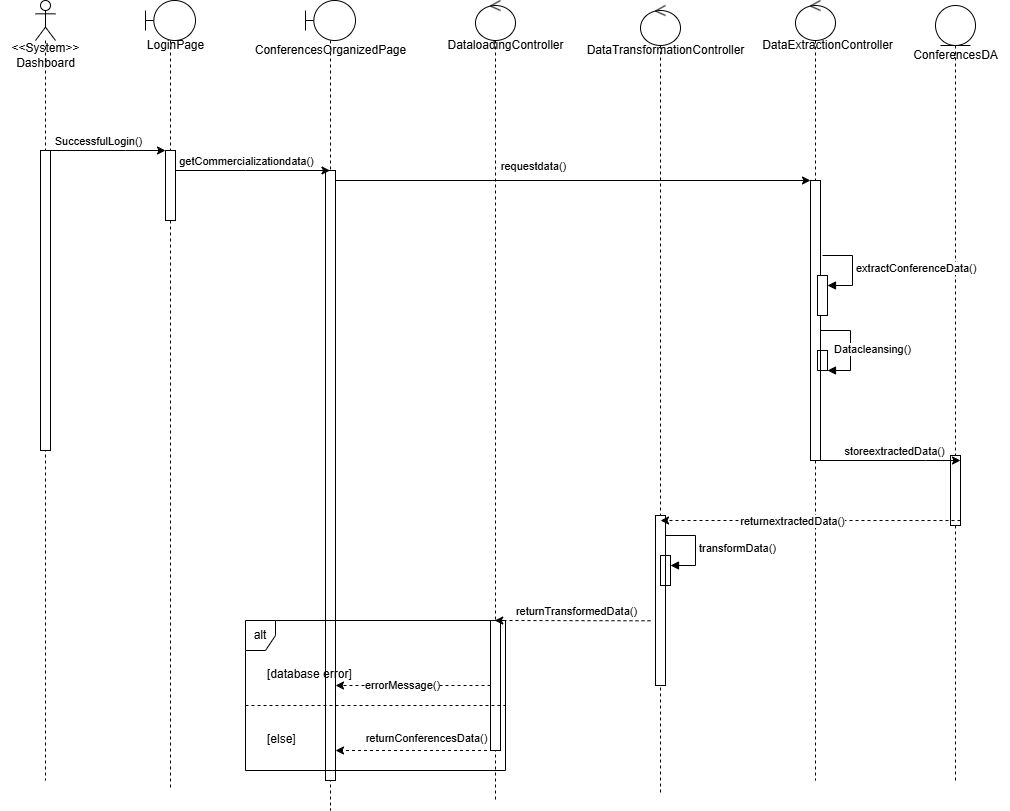 <<System>>
Dashboard
LoginPage
ConferencesOrganizedPage
DataloadingController
DataTransformationController
DataExtractionController
ConferencesDA
SuccessfulLogin()
getCommercializationdata()
requestdata()
extractConferenceData()
Datacleansing()
storeextractedData()
returnextractedData()
transformData()
returnTransformedData()
alt
[database error]
errorMessage()
[else]
returnConferencesData()